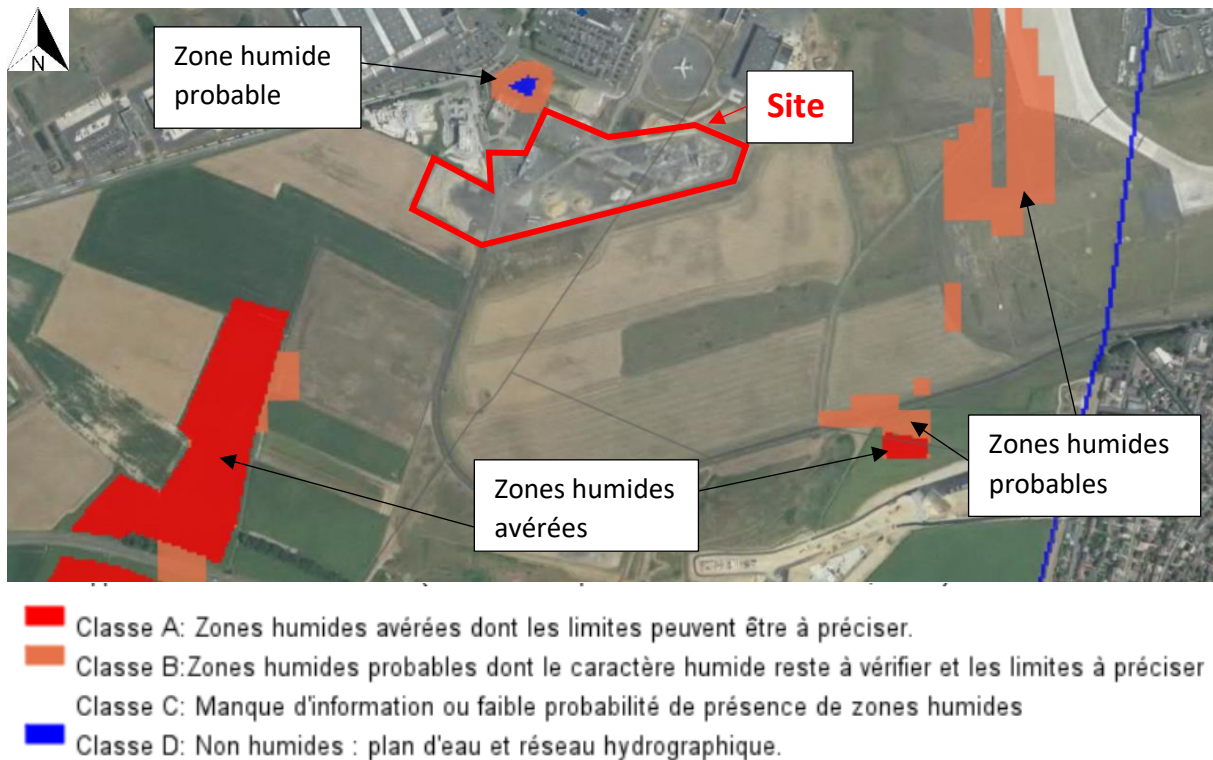 N
Zone humide
probable
Site
Zones humides
avérées
Zones humides
probables
Classe A: Zones humides avérées dont les limites peuvent être à préciser.
Classe B:Zones humides probables dont le caractère humide reste à vérifier et les limites à préciser
Classe C: Manque d'information ou faible probabilité de présence de zones humides
Classe D: Non humides : plan d'eau et réseau hydrographique.